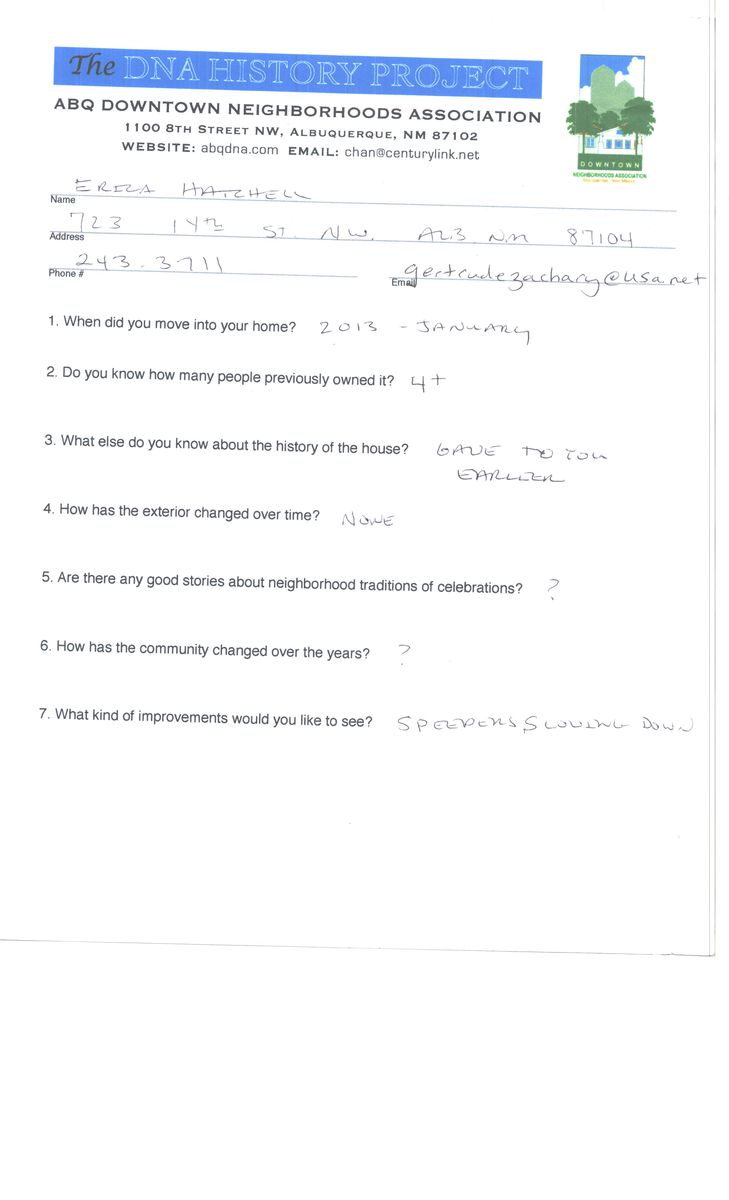 The DNA HISTORY PROJECT
ABQ DOWNTOWN NEIGHBORHOODS ASSOCIATION
1100 8TH STREET NW, ALBUQUERQUE, NM 87102
WEBSITE: abqdna.com EMAIL: chan@centurylink.net
DOWNTOWN
NEIGHBORHOODS ASSOCIATION
ERICA HATCHELL
Name
723 14th ST. NW. ALB NM 87104
Address
243.3711 gertrudezachary@usa.net
Phone # Email
1. When did you move into your home? 2013 - JANUARY
2. Do you know how many people previously owned it? 4+
3. What else do you know about the history of the house? GAVE TO YOU
EARLIER
4. How has the exterior changed over time? NONE
5. Are there any good stories about neighborhood traditions of celebrations? ?
6. How has the community changed over the years? ?
7. What kind of improvements would you like to see? SPEEDERS SLOWING DOWN